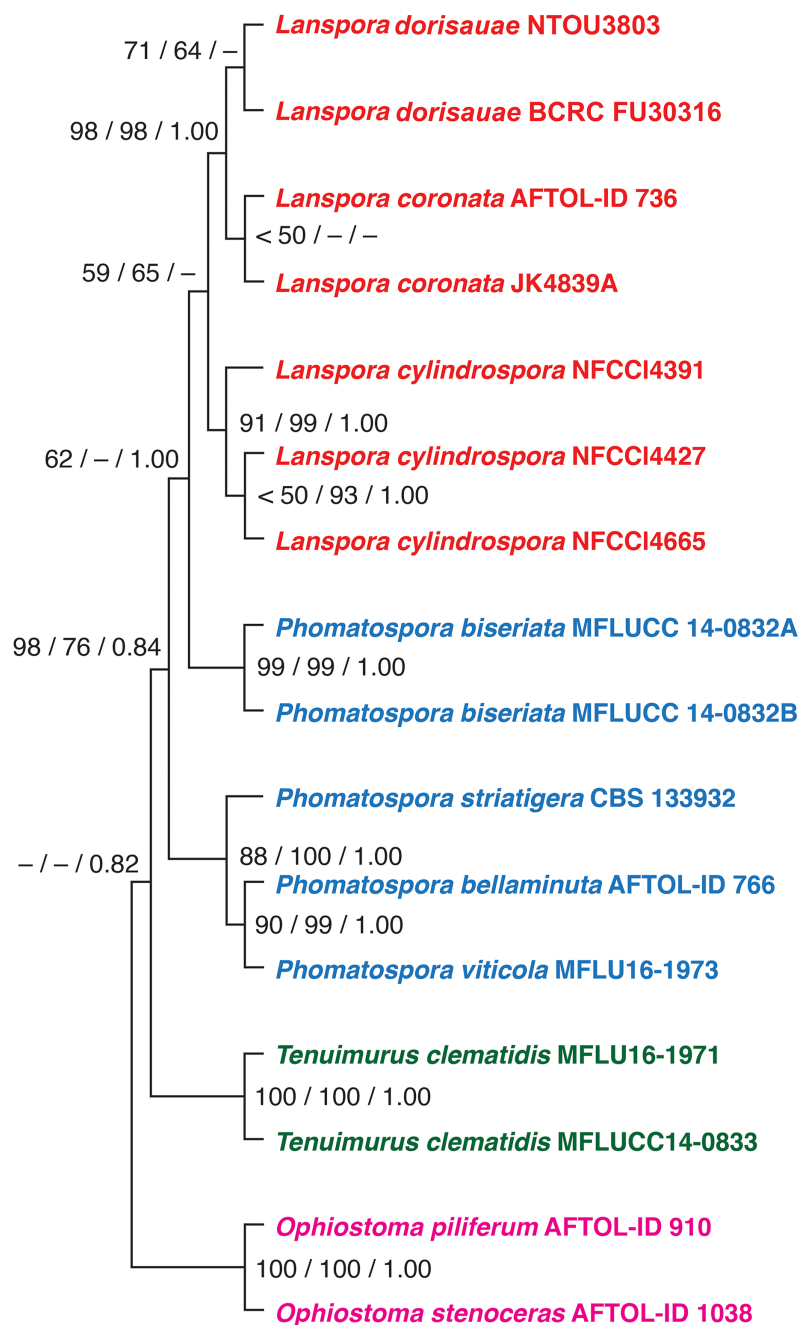 Lanspora dorisauae NTOU3803
71 / 64 / –
Lanspora dorisauae BCRC FU30316
98 / 98 / 1.00
Lanspora coronata AFTOL-ID 736
< 50 / – / –
59 / 65 / –
Lanspora coronata JK4839A
Lanspora cylindrospora NFCCI4391
91 / 99 / 1.00
Lanspora cylindrospora NFCCI4427
62 / – / 1.00
< 50 / 93 / 1.00
Lanspora cylindrospora NFCCI4665
Phomatospora biseriata MFLUCC 14-0832A
98 / 76 / 0.84
99 / 99 / 1.00
Phomatospora biseriata MFLUCC 14-0832B
Phomatospora striatigera CBS 133932
88 / 100 / 1.00
– / – / 0.82
Phomatospora bellaminuta AFTOL-ID 766
90 / 99 / 1.00
Phomatospora viticola MFLU16-1973
Tenuimurus clematidis MFLU16-1971
100 / 100 / 1.00
Tenuimurus clematidis MFLUCC14-0833
Ophiostoma piliferum AFTOL-ID 910
100 / 100 / 1.00
Ophiostoma stenoceras AFTOL-ID 1038